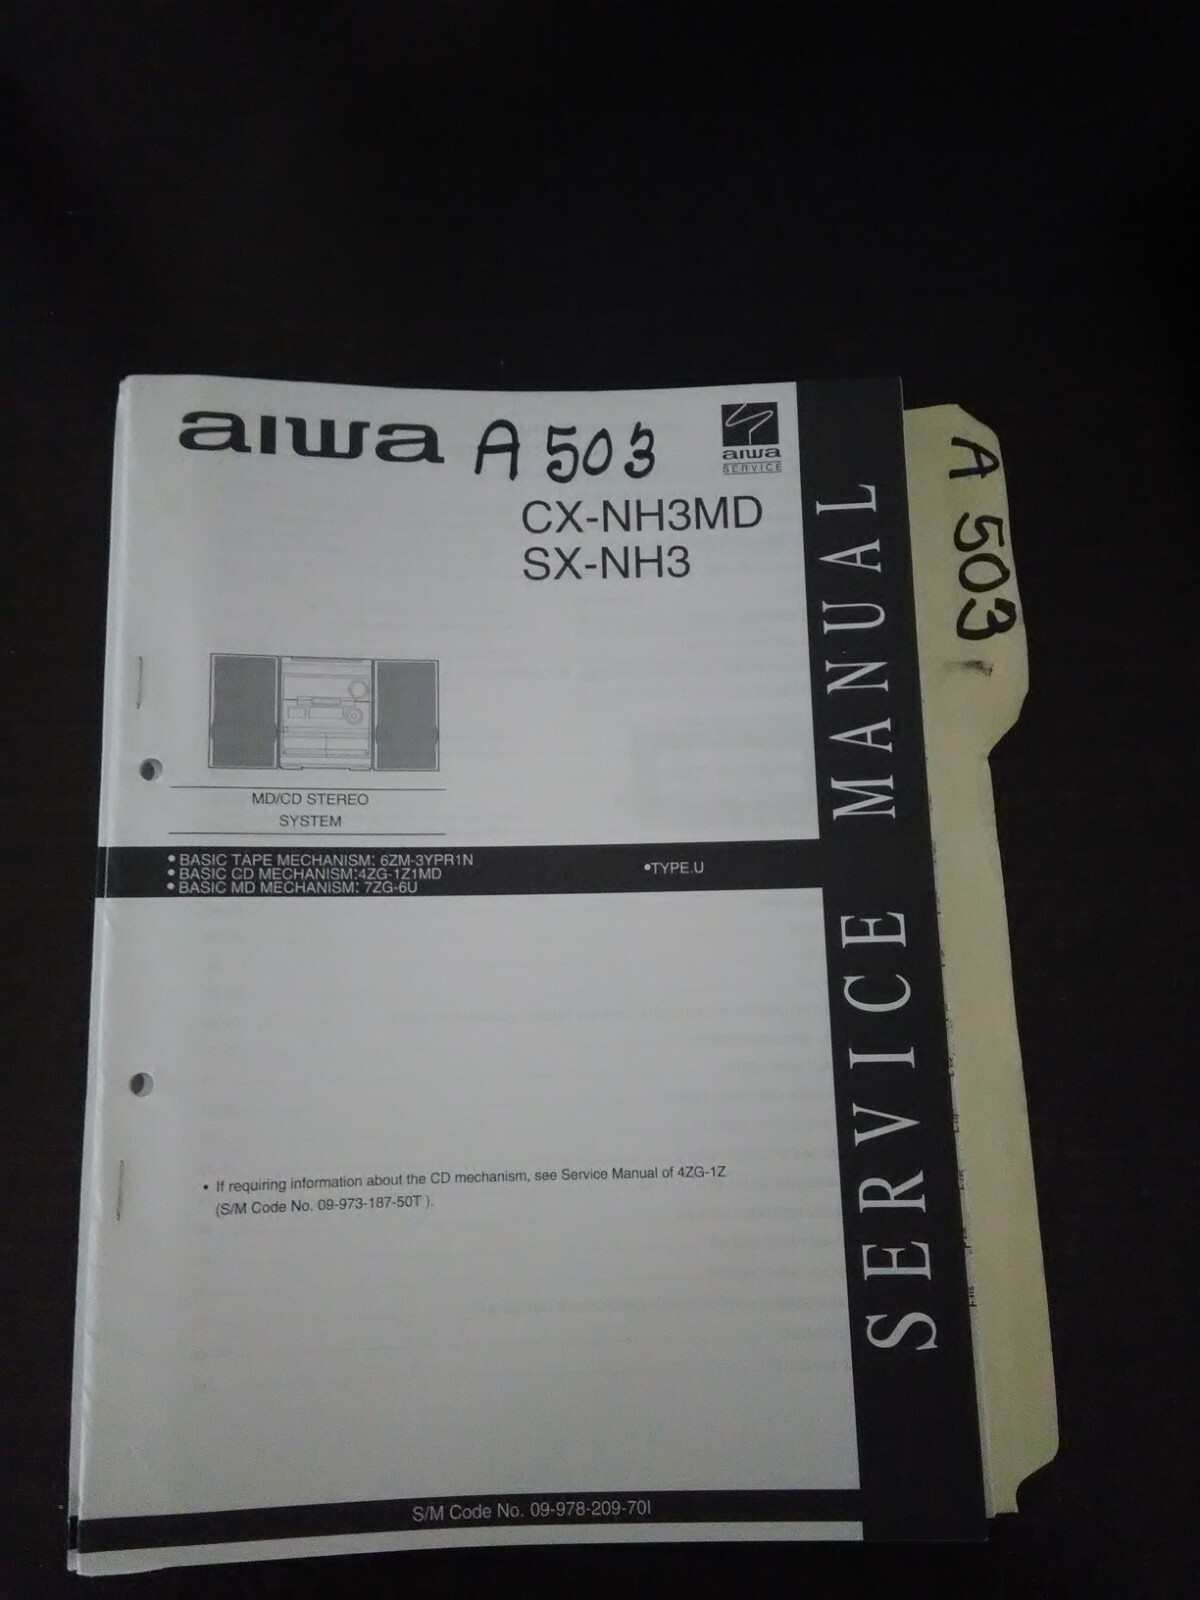 aiwa A 503
aiwa
SERVICE
CX-NH3MD
SX-NH3
MD/CD STEREO
SYSTEM
• BASIC TAPE MECHANISM: 6ZM-3YPR1N
• BASIC CD MECHANISM:4ZG-1Z1MD
• BASIC MD MECHANISM: 7ZG-6U
•TYPE.U
• If requiring information about the CD mechanism, see Service Manual of 4ZG-1Z
(S/M Code No. 09-973-187-50T ).
S/M Code No. 09-978-209-70I
SERVICE MANUAL
A 503